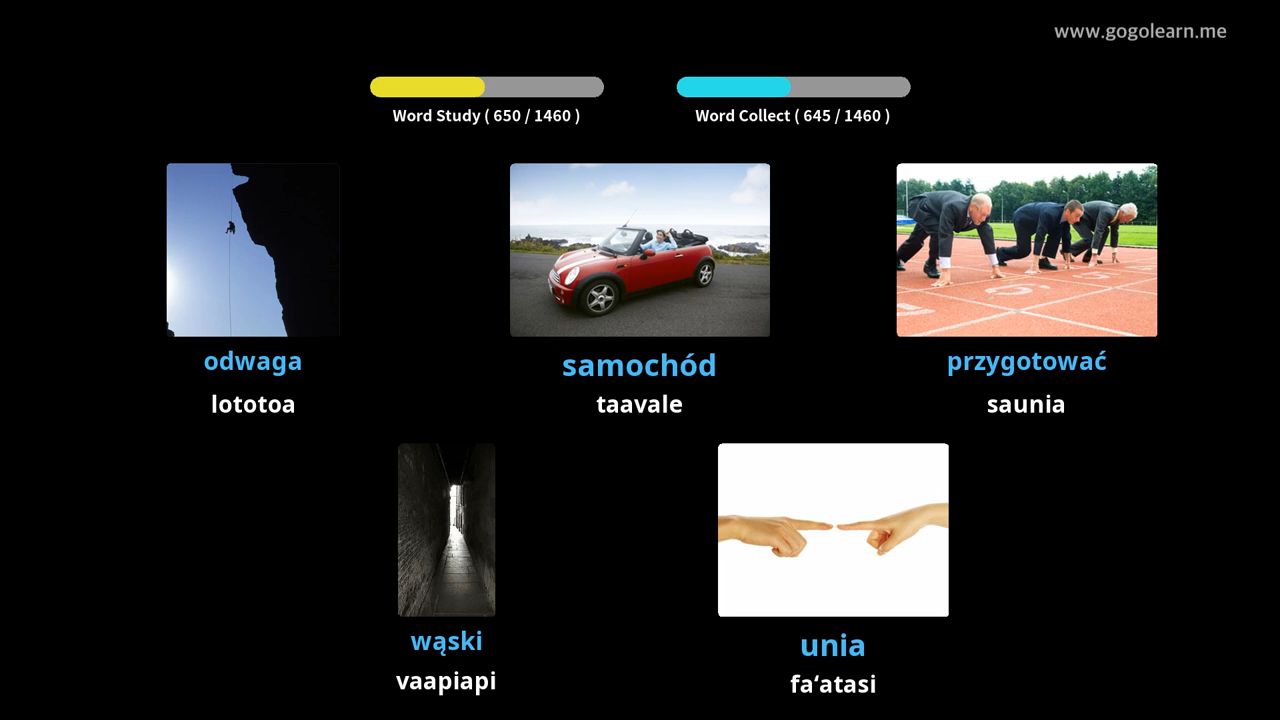 www.gogolearn.me
Word Study ( 650 / 1460 )
Word Collect ( 645 / 1460 )
odwaga
samochód
przygotować
lototoa
taavale
saunia
wąski
unia
vaapiapi
fa‘atasi